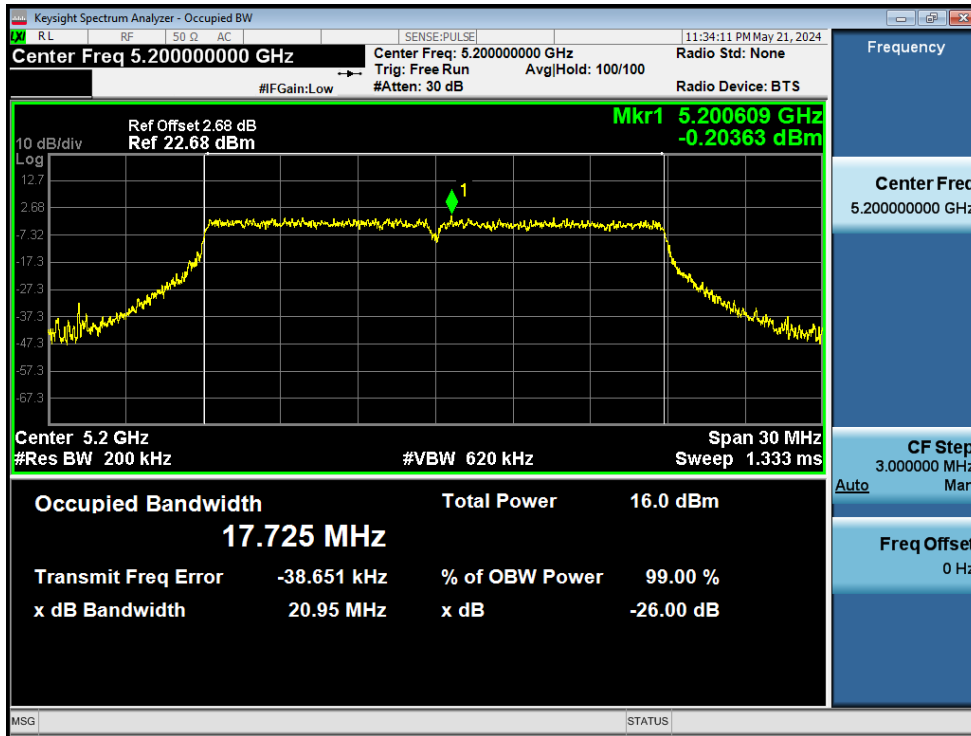 Keysight Spectrum Analyzer - Occupied BW
LXI RL RF 50 Ω AC SENSE:PULSE 11:34:11 PM May 21, 2024
Center Freq 5.200000000 GHz
Center Freq: 5.200000000 GHz Radio Std: None
Trig: Free Run Avg|Hold: 100/100
#IFGain:Low #Atten: 30 dB Radio Device: BTS
Frequency
Mkr1 5.200609 GHz
-0.20363 dBm
Ref Offset 2.68 dB
10 dB/div Ref 22.68 dBm
Log
12.7
2.68
-7.32
-17.3
-27.3
-37.3
-47.3
-57.3
-67.3
1
Center 5.2 GHz Span 30 MHz
#Res BW 200 kHz #VBW 620 kHz Sweep 1.333 ms
Center Freq
5.200000000 GHz
CF Step
3.000000 MHz
Auto Man
Freq Offset
0 Hz
Occupied Bandwidth Total Power 16.0 dBm
17.725 MHz
Transmit Freq Error -38.651 kHz % of OBW Power 99.00 %
x dB Bandwidth 20.95 MHz x dB -26.00 dB
MSG STATUS